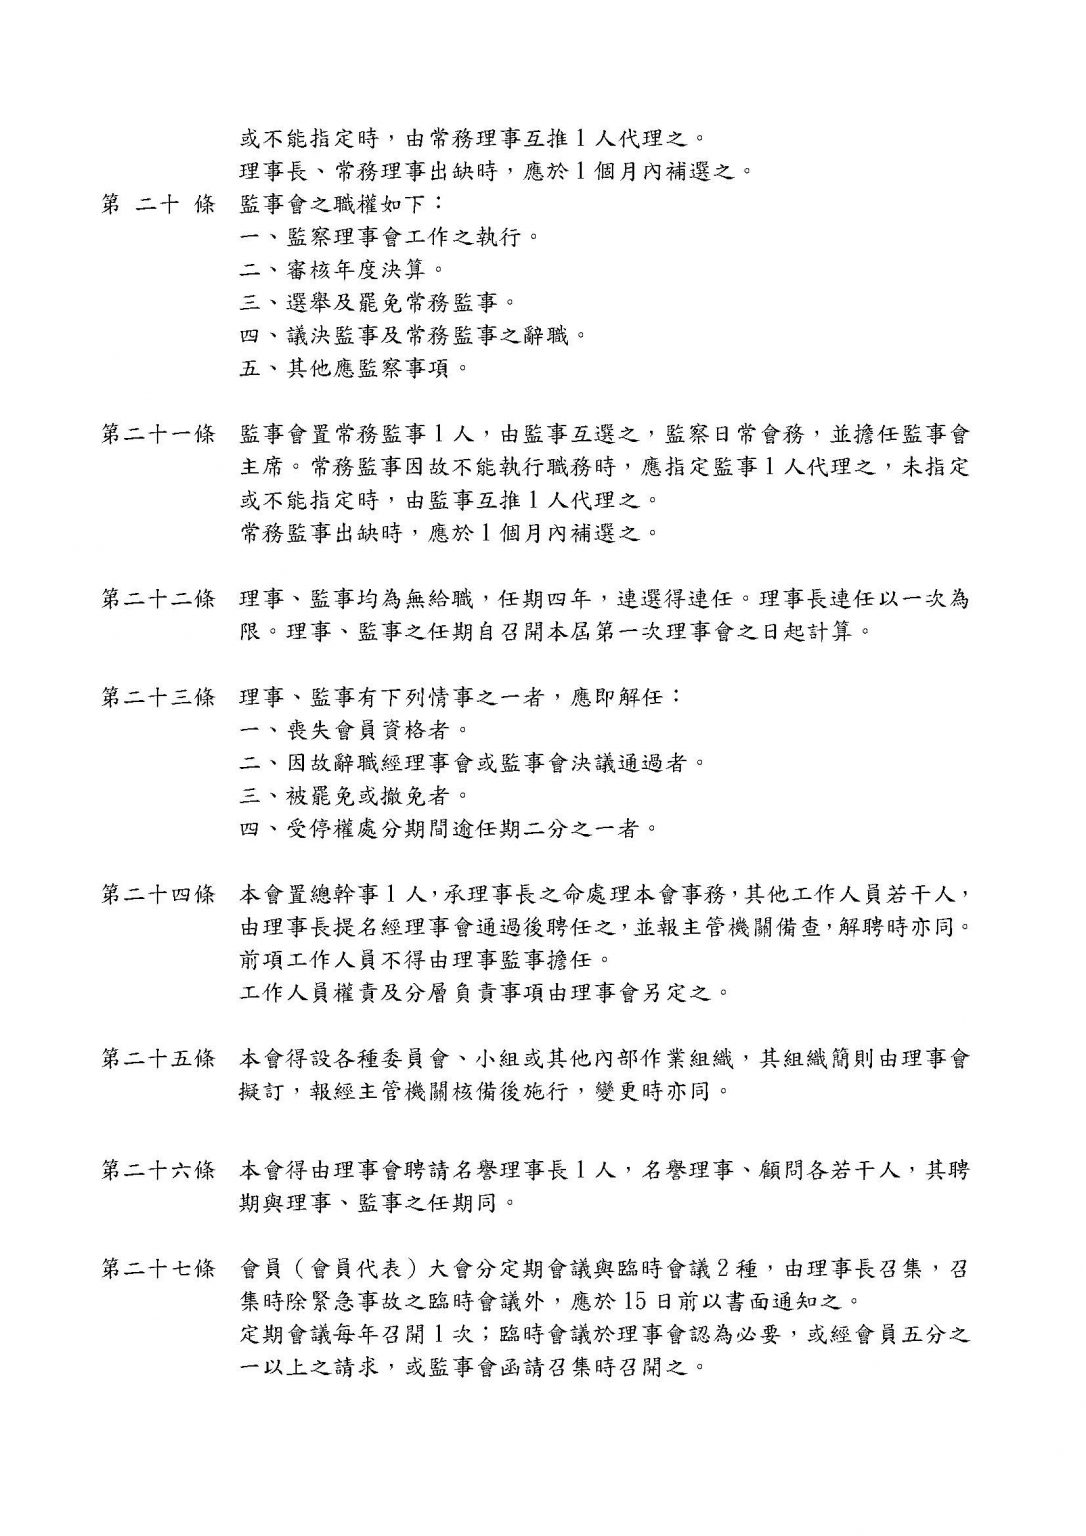 或不能指定時，由常務理事互推1人代理之。
理事長、常務理事出缺時，應於1個月內補選之。
第 二十 條 監事會之職權如下：
一、監察理事會工作之執行。
二、審核年度決算。
三、選舉及罷免常務監事。
四、議決監事及常務監事之辭職。
五、其他應監察事項。
第二十一條 監事會置常務監事1人，由監事互選之，監察日常會務，並擔任監事會
主席。常務監事因故不能執行職務時，應指定監事1人代理之，未指定
或不能指定時，由監事互推1人代理之。
常務監事出缺時，應於1個月內補選之。
第二十二條 理事、監事均為無給職，任期四年，連選得連任。理事長連任以一次為
限。理事、監事之任期自召開本屆第一次理事會之日起計算。
第二十三條 理事、監事有下列情事之一者，應即解任：
一、喪失會員資格者。
二、因故辭職經理事會或監事會決議通過者。
三、被罷免或撤免者。
四、受停權處分期間逾任期二分之一者。
第二十四條 本會置總幹事1人，承理事長之命處理本會事務，其他工作人員若干人，
由理事長提名經理事會通過後聘任之，並報主管機關備查，解聘時亦同。
前項工作人員不得由理事監事擔任。
工作人員權責及分層負責事項由理事會另定之。
第二十五條 本會得設各種委員會、小組或其他內部作業組織，其組織簡則由理事會
擬訂，報經主管機關核備後施行，變更時亦同。
第二十六條 本會得由理事會聘請名譽理事長1人，名譽理事、顧問各若干人，其聘
期與理事、監事之任期同。
第二十七條 會員（會員代表）大會分定期會議與臨時會議2種，由理事長召集，召
集時除緊急事故之臨時會議外，應於15日前以書面通知之。
定期會議每年召開1次；臨時會議於理事會認為必要，或經會員五分之
一以上之請求，或監事會函請召集時召開之。